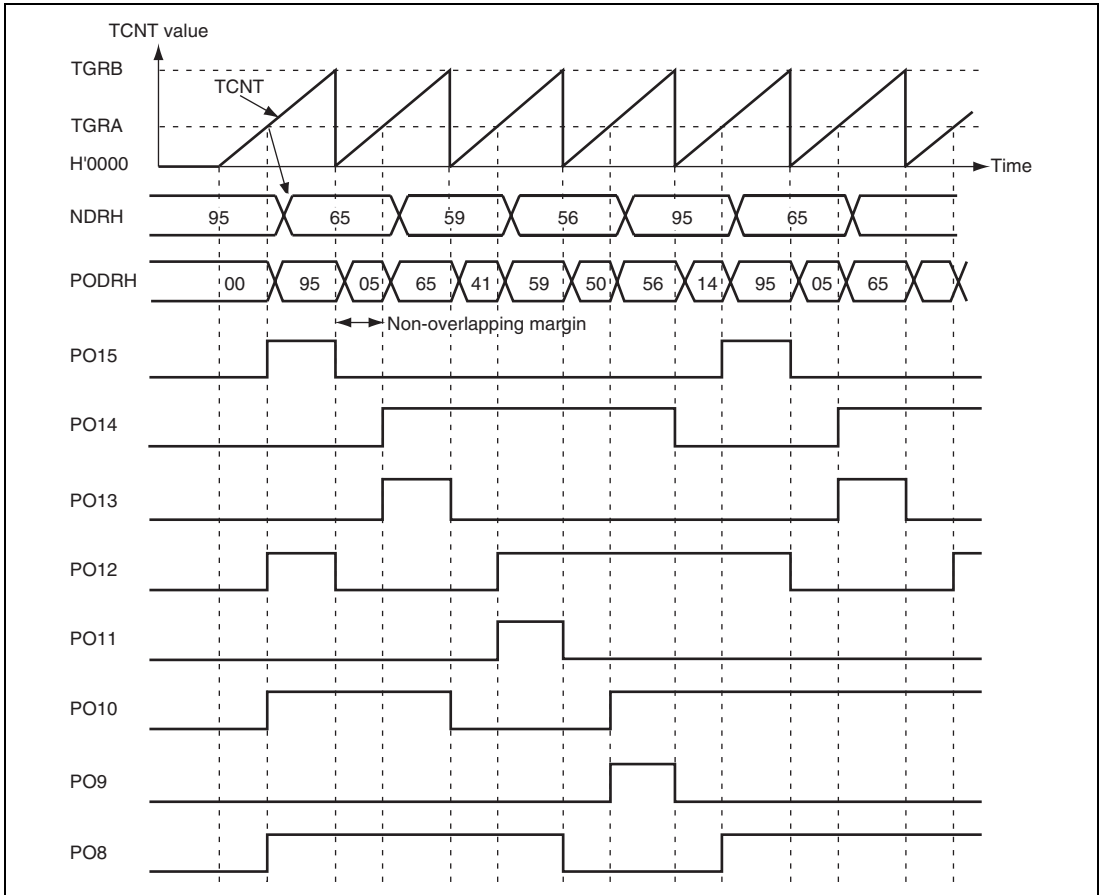 TCNT value
TGRB
TCNT
TGRA
H'0000
Time
NDRH 95 65 59 56 95 65
PODRH 00 95 05 65 41 59 50 56 14 95 05 65
Non-overlapping margin
PO15
PO14
PO13
PO12
PO11
PO10
PO9
PO8